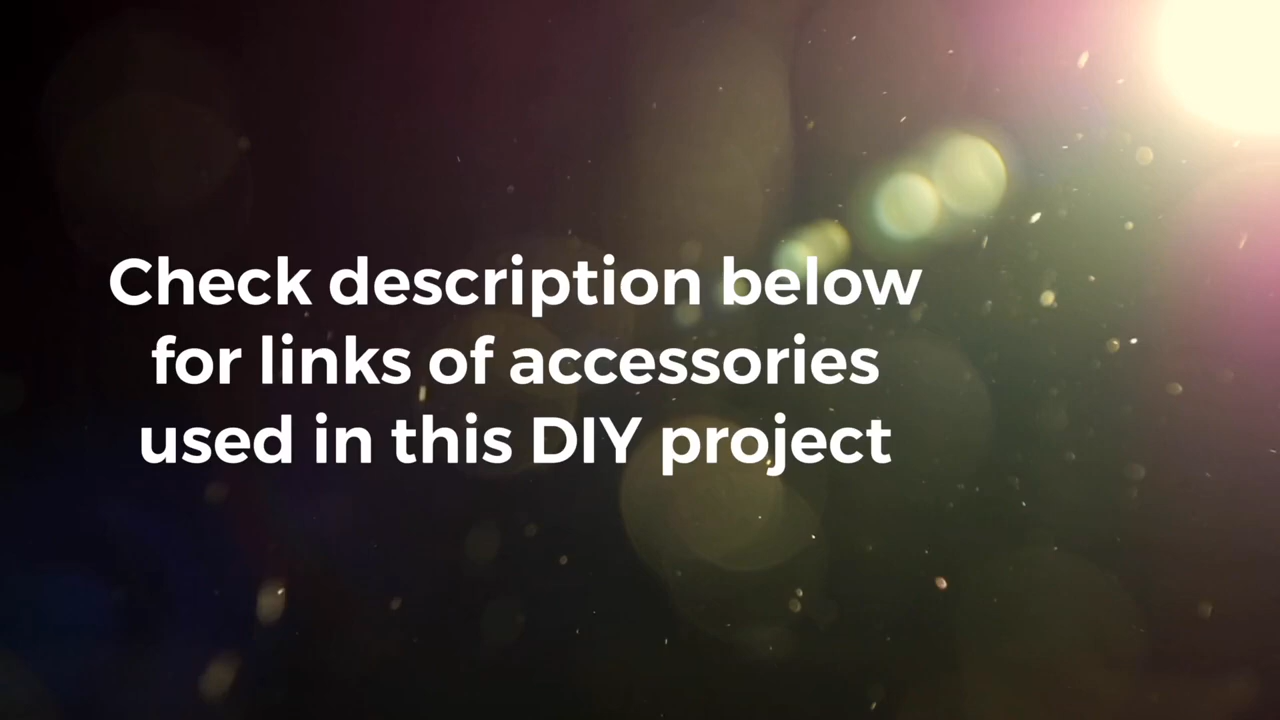 Check description below
for links of accessories
used in this DIY project